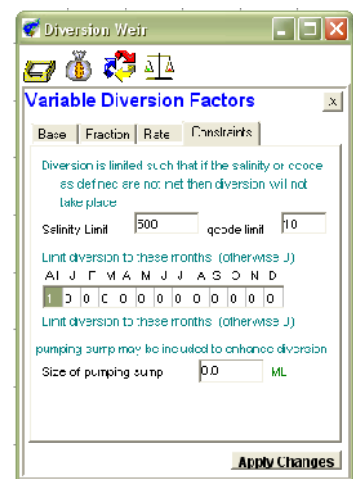 Diversion Weir
Variable Diversion Factors
x
Base Fraction Rate Constraints
Diversion is limited such that if the salinity or qcode
as defined are not met then diversion will not
take place
Salinity Limit 500 qcode limit 10
Limit diversion to these months (otherwise 0)
Al J F M A M J J A S O N D
1 0 0 0 0 0 0 0 0 0 0 0 0
Limit diversion to these months (otherwise 0)
pumping sump may be included to enhance diversion
Size of pumping sump 0.0 ML
Apply Changes